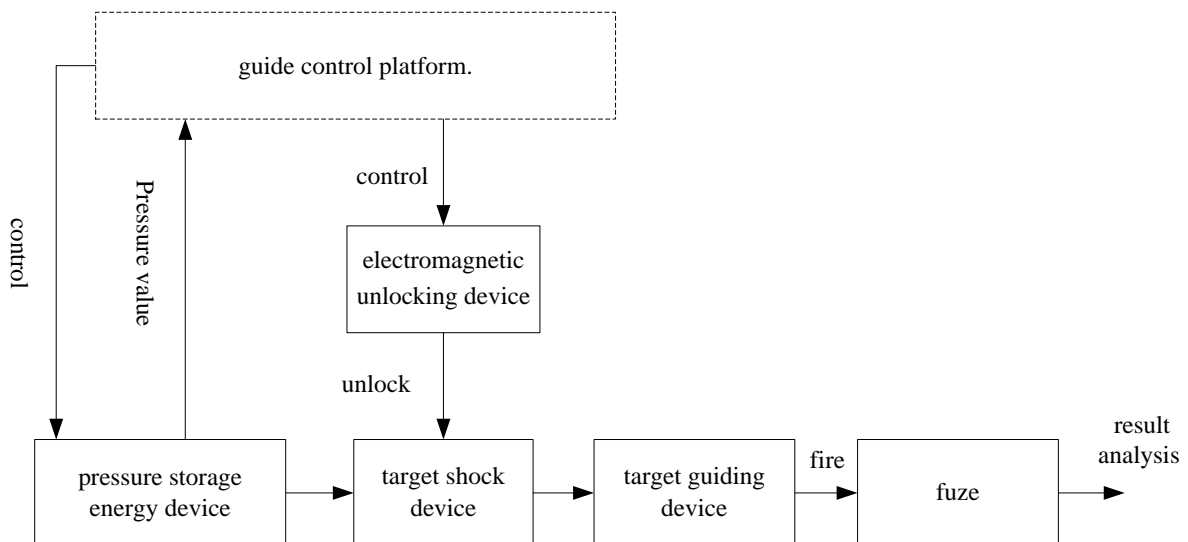 guide control platform.
control
Pressure value
control
electromagnetic
unlocking device
unlock
pressure storage
energy device
target shock
device
target guiding
device
fire
fuze
result
analysis